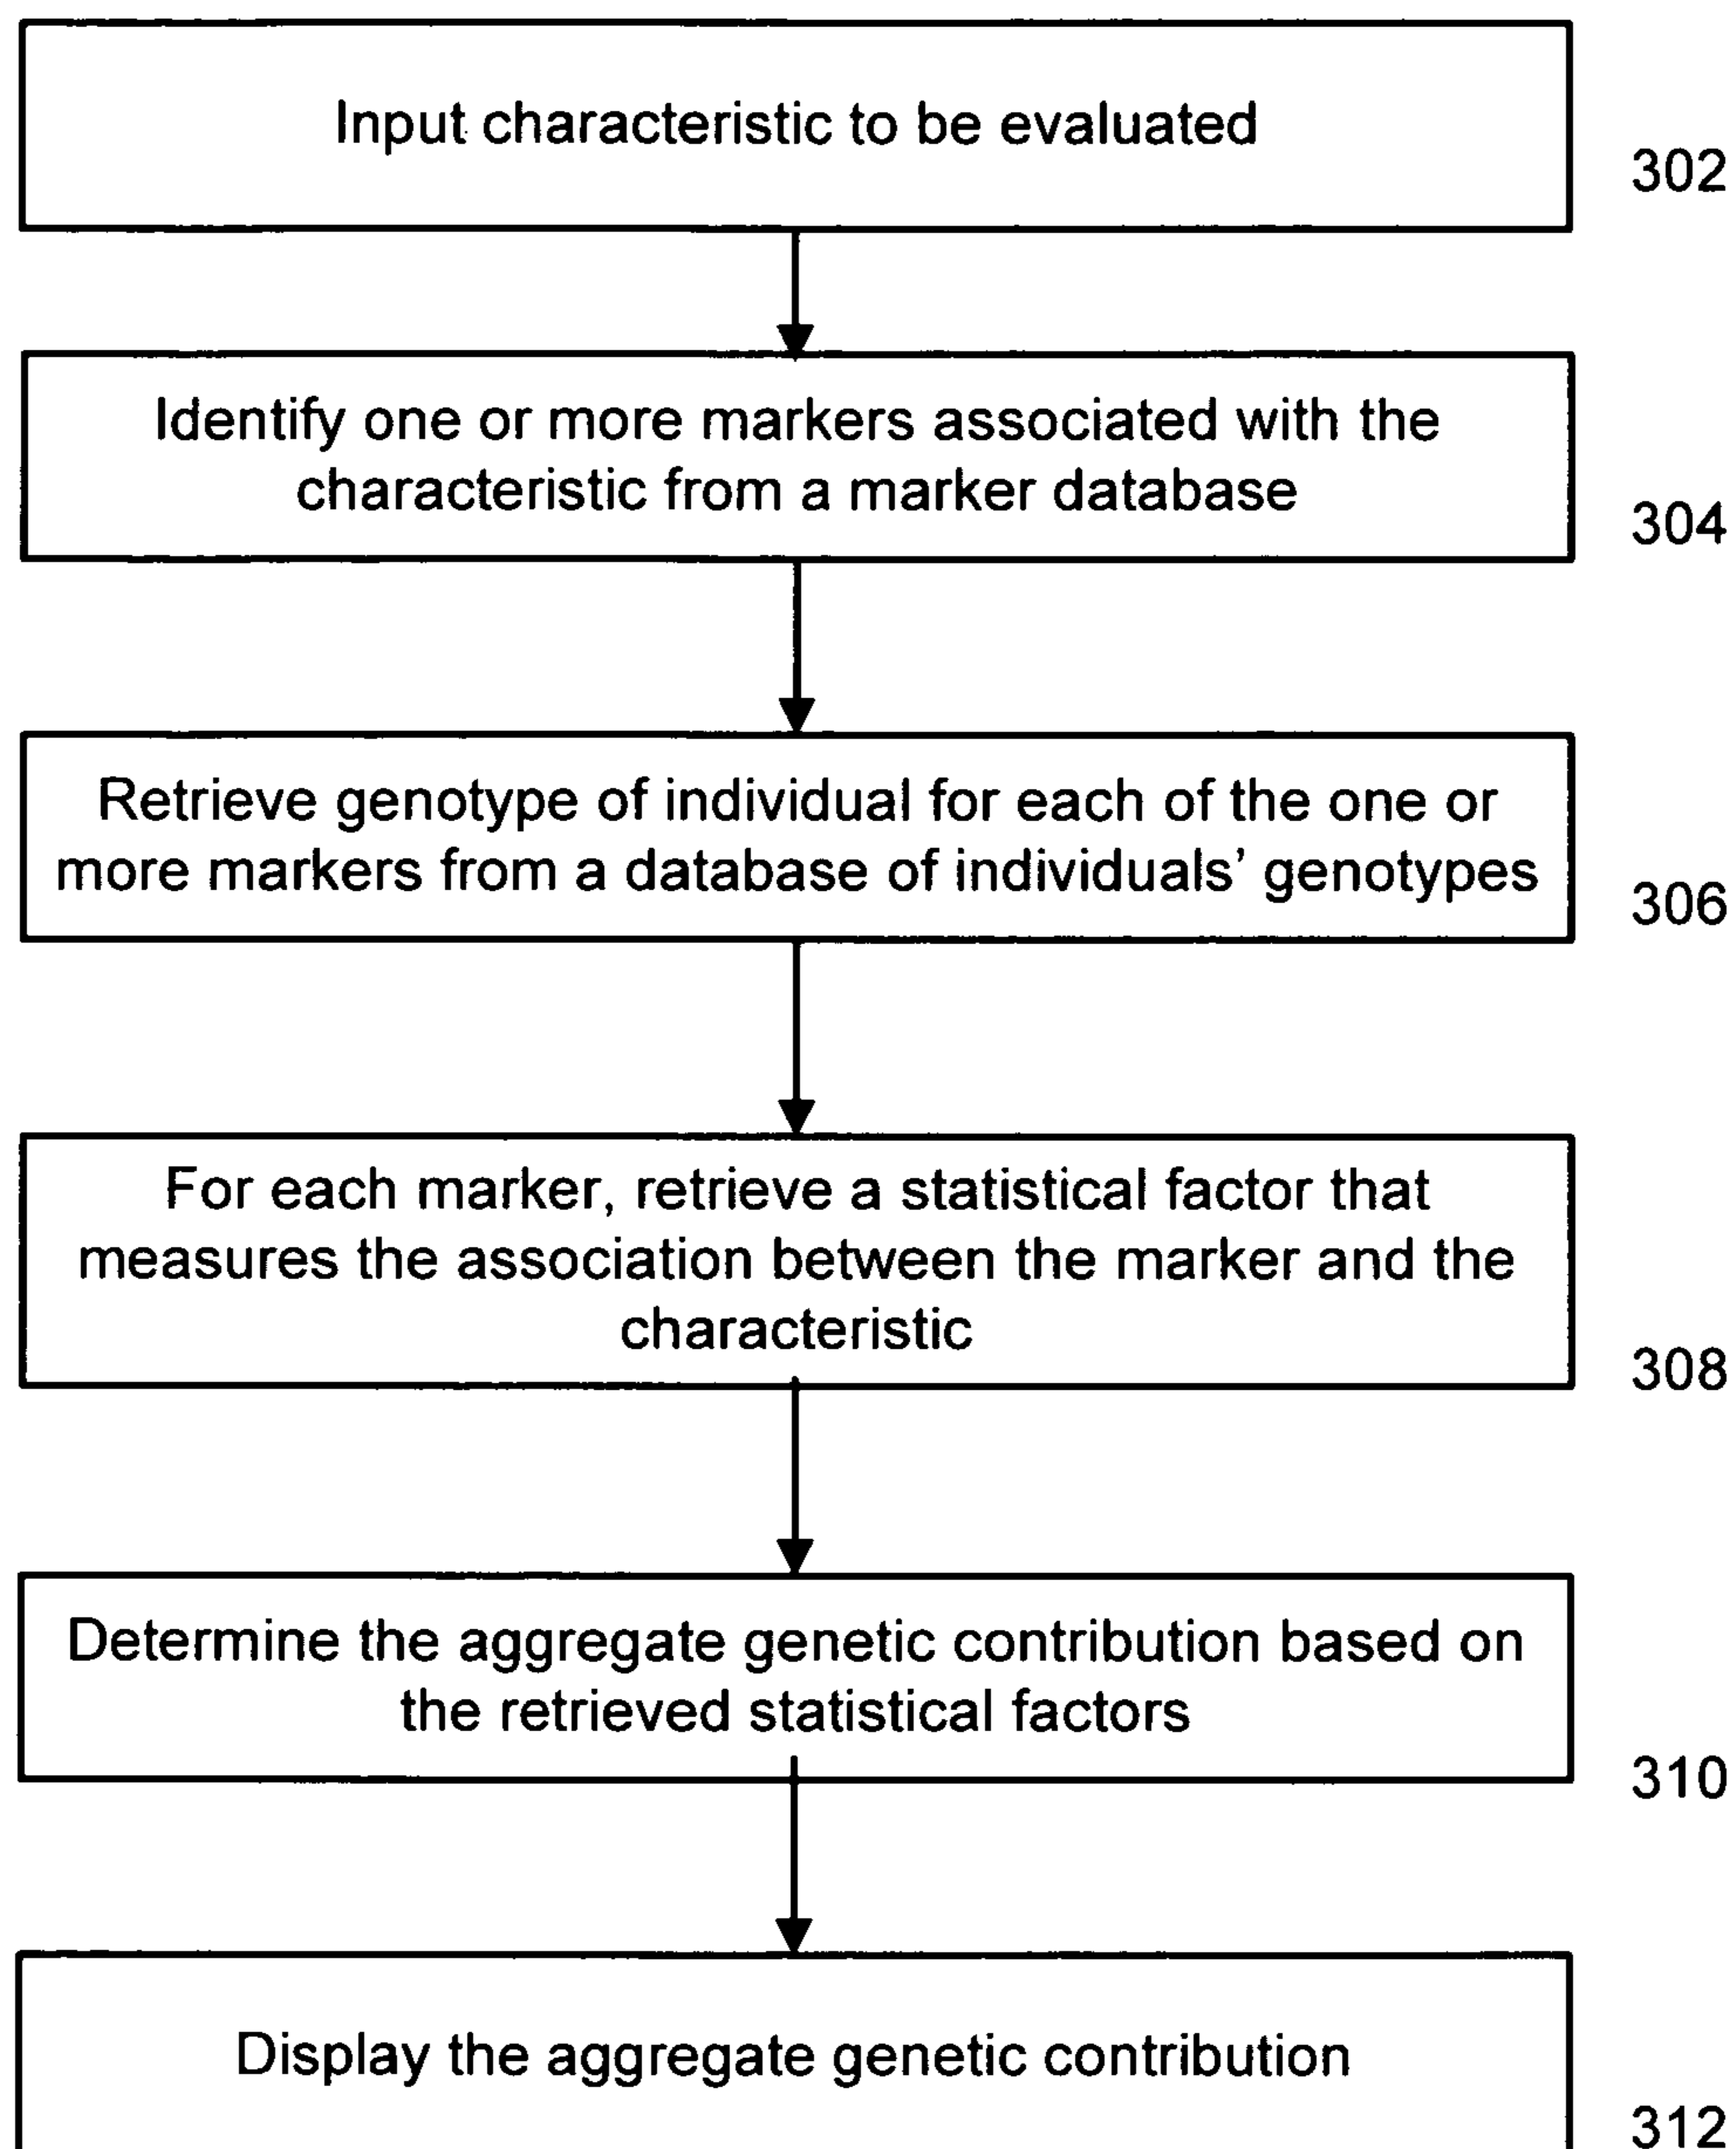 Input characteristic to be evaluated
302
Identify one or more markers associated with the
characteristic from a marker database
304
Retrieve genotype of individual for each of the one or
more markers from a database of individuals’ genotypes
306
For each marker, retrieve a statistical factor that
measures the association between the marker and the
characteristic
308
Determine the aggregate genetic contribution based on
the retrieved statistical factors
310
Display the aggregate genetic contribution
312